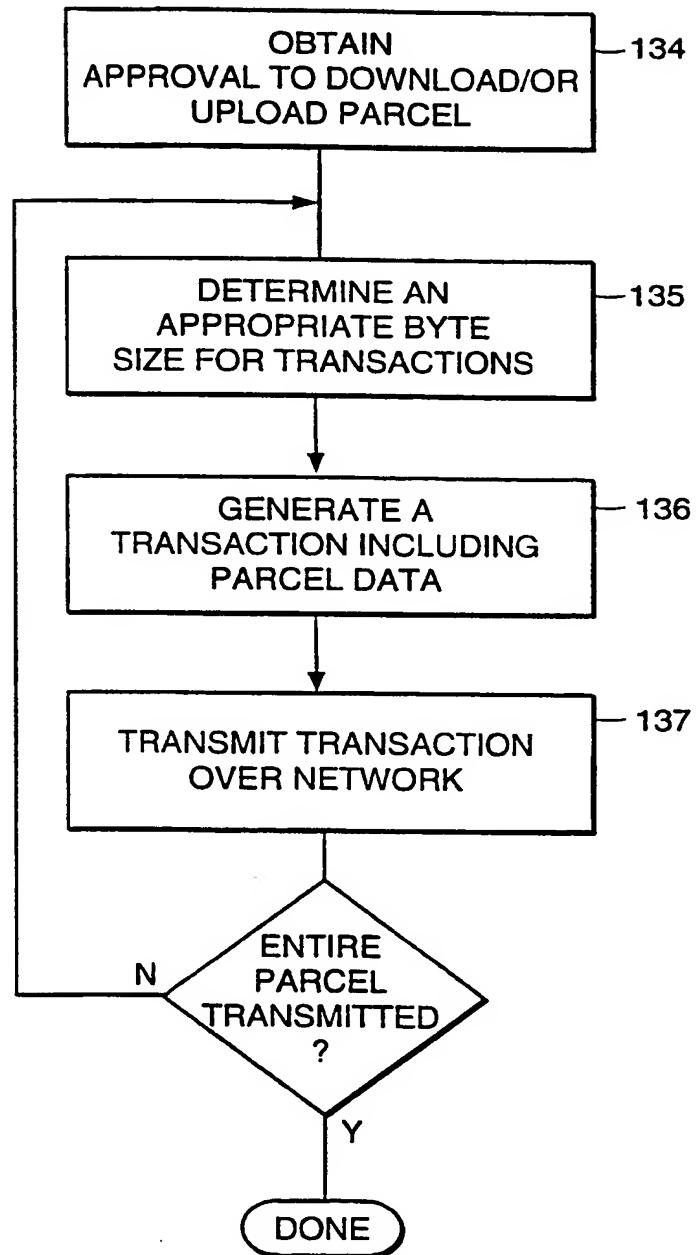 OBTAIN
APPROVAL TO DOWNLOAD/OR
UPLOAD PARCEL
134
DETERMINE AN
APPROPRIATE BYTE
SIZE FOR TRANSACTIONS
135
GENERATE A
TRANSACTION INCLUDING
PARCEL DATA
136
TRANSMIT TRANSACTION
OVER NETWORK
137
ENTIRE
PARCEL
TRANSMITTED
?
N
Y
DONE